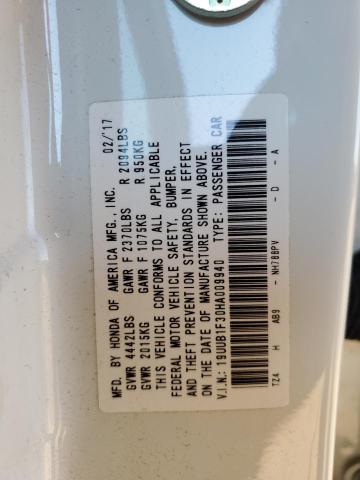 MFD. BY HONDA OF AMERICA MFG., INC. 02/'17
GVWR 4442LBS GAWR F 2370LBS R 2094LBS
GVWR 2015KG GAWR F 1075KG R 950KG
THIS VEHICLE CONFORMS TO ALL APPLICABLE
FEDERAL MOTOR VEHICLE SAFETY, BUMPER,
AND THEFT PREVENTION STANDARDS IN EFFECT
ON THE DATE OF MANUFACTURE SHOWN ABOVE.
V.I.N.: 19UUB1F30HA009940 TYPE: PASSENGER CAR
TZ4 H AB9 - NH788PV - D - A